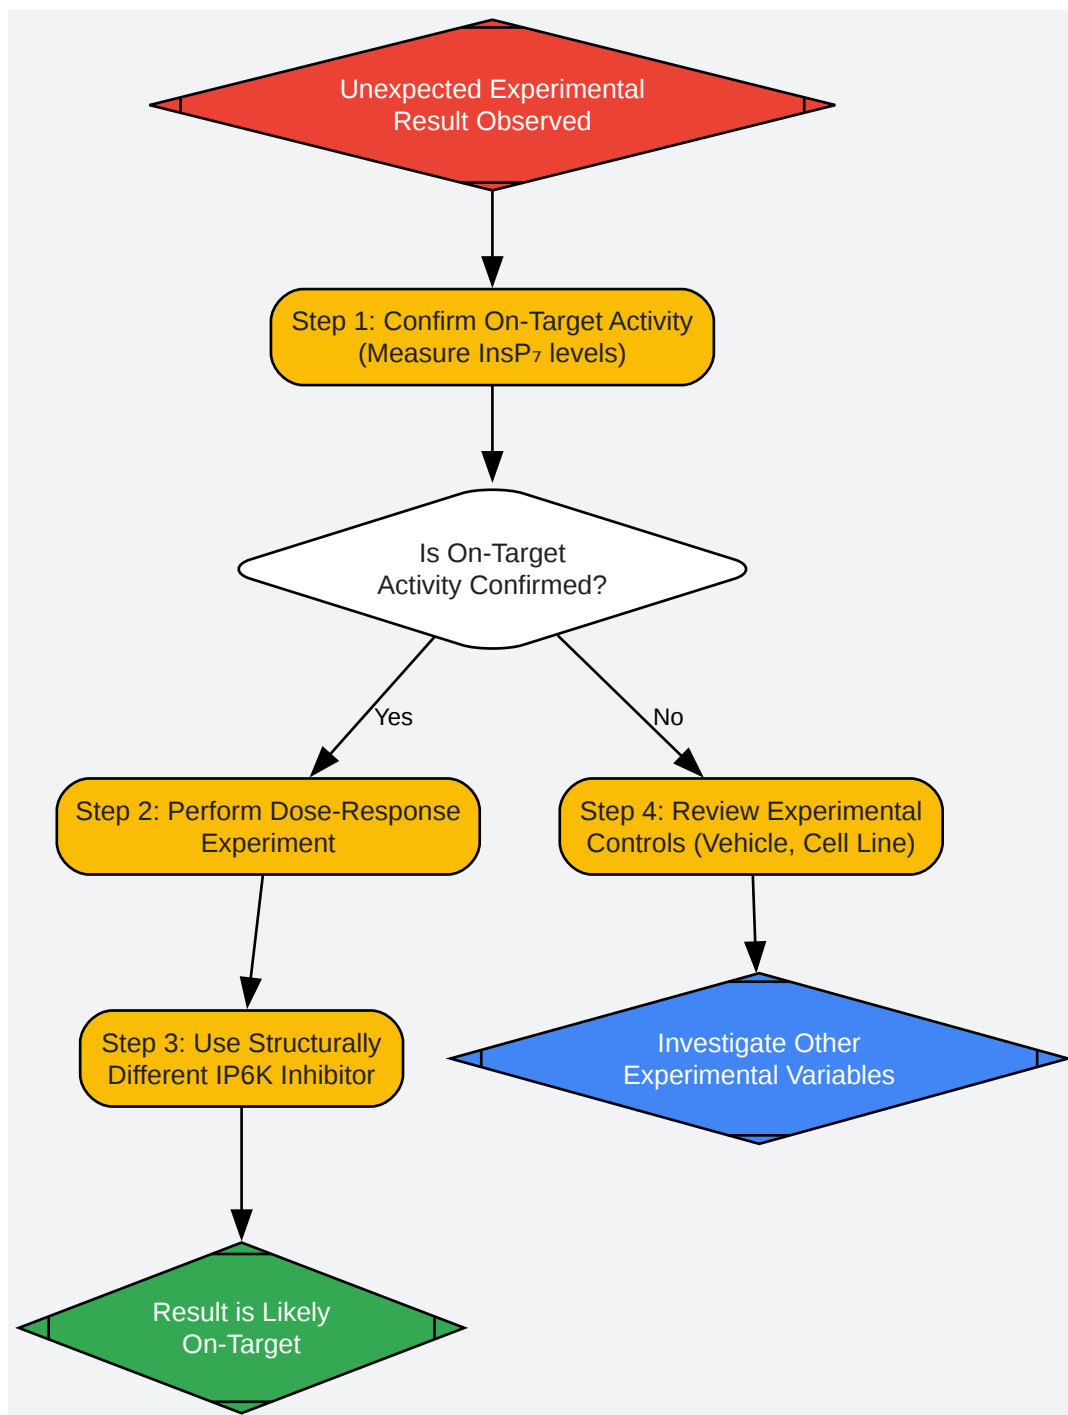 Unexpected Experimental
Result Observed
Step 1: Confirm On-Target Activity
(Measure InsP₇ levels)
Is On-Target
Activity Confirmed?
Yes
No
Step 2: Perform Dose-Response
Experiment
Step 4: Review Experimental
Controls (Vehicle, Cell Line)
Step 3: Use Structurally
Different IP6K Inhibitor
Investigate Other
Experimental Variables
Result is Likely
On-Target